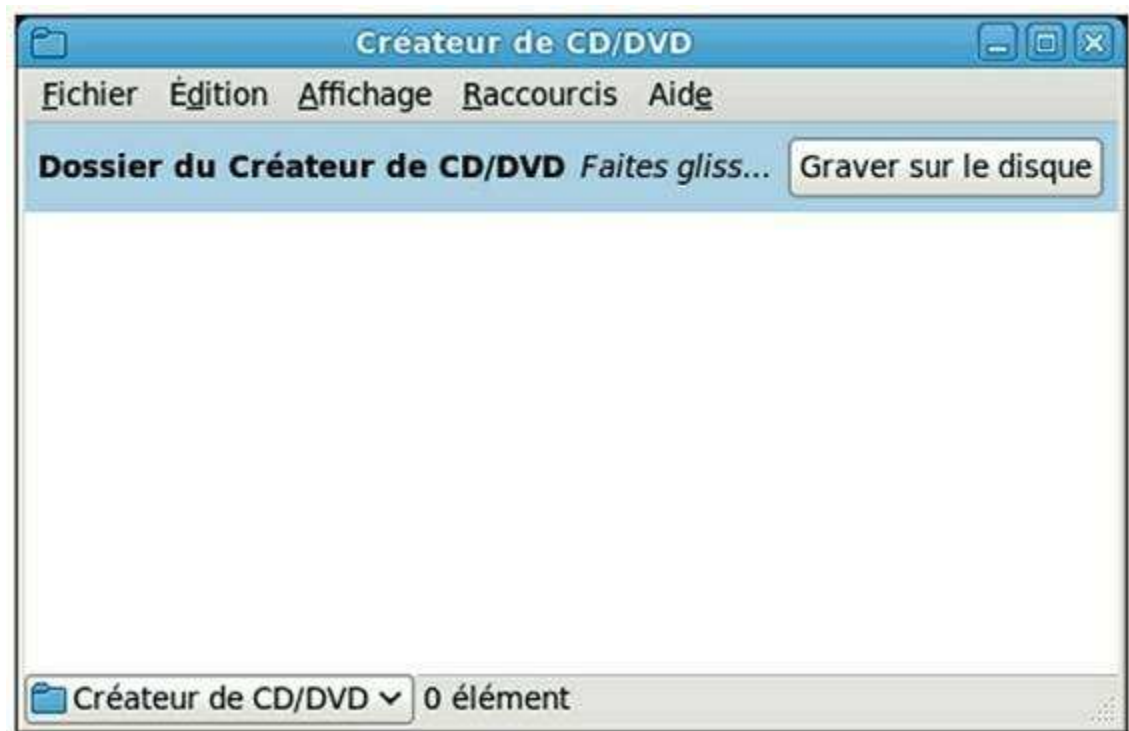 Créateur de CD/DVD
Fichier Édition Affichage Raccourcis Aide
Dossier du Créateur de CD/DVD Faites gliss... Graver sur le disque
Créateur de CD/DVD 0 élément